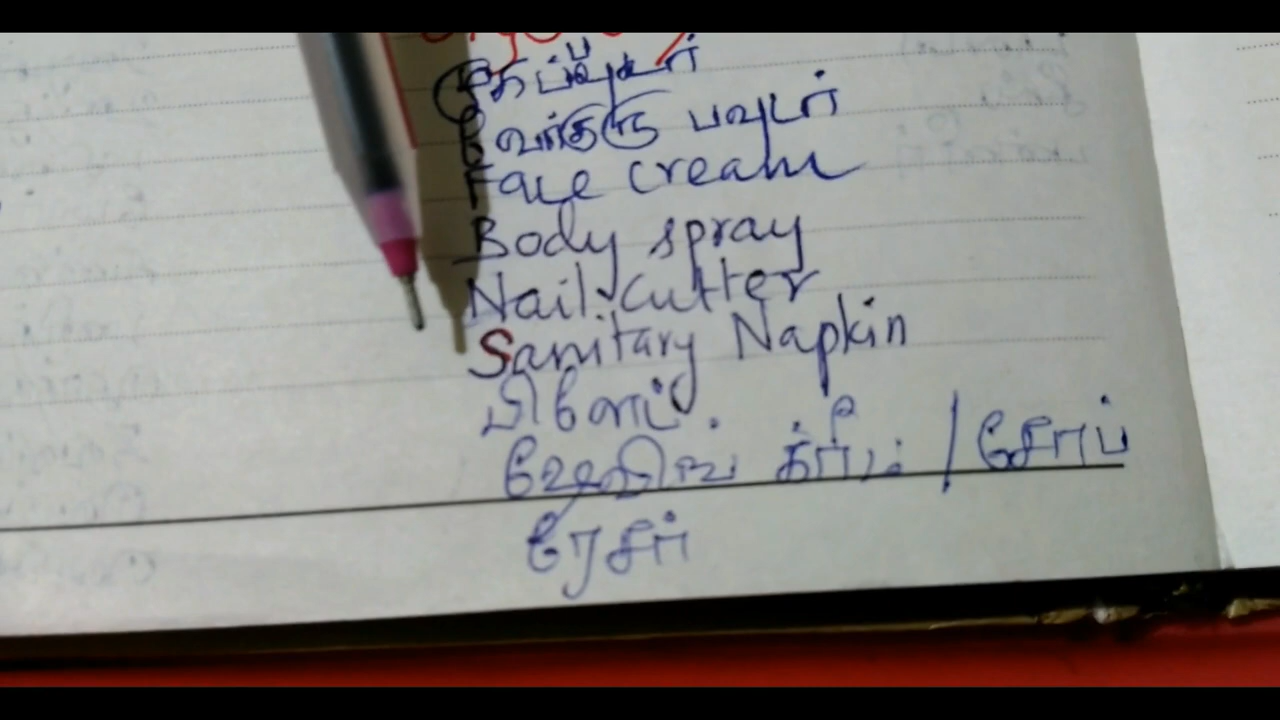 வேர்குரு பவுடர்
Face cream
Body spray
Nail cutter
Sanitary Napkin
பிளேட்.
ஷேவிங் க்ரீம் / சோப்
ரேசர்